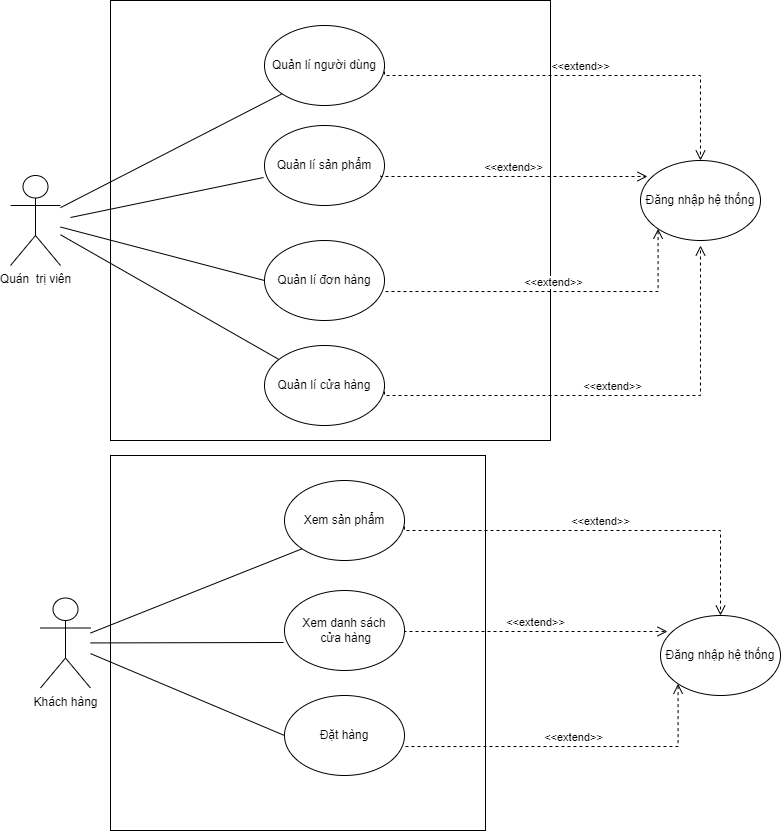 Quản lí người dùng
<<extend>>
Quản lí sản phẩm
<<extend>>
Đăng nhập hệ thống
Quán trị viên
Quản lí đơn hàng
<<extend>>
Quản lí cửa hàng
<<extend>>
Xem sản phẩm
<<extend>>
Xem danh sách
cửa hàng
<<extend>>
Đăng nhập hệ thống
Khách hàng
Đặt hàng
<<extend>>